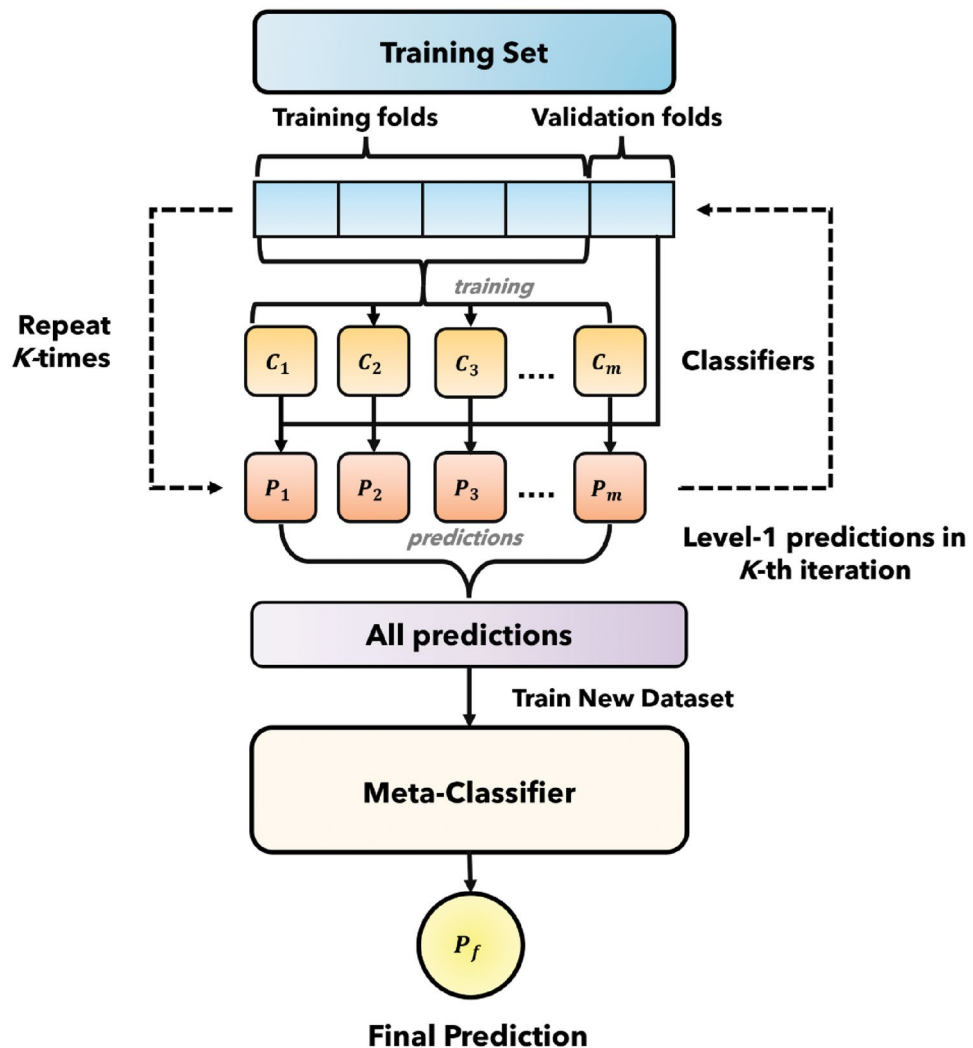 Training Set
Training folds
Validation folds
training
Repeat
K-times
C1
C2
C3
....
Cm
Classifiers
P1
P2
P3
....
Pm
predictions
Level-1 predictions in
K-th iteration
All predictions
Train New Dataset
Meta-Classifier
Pf
Final Prediction